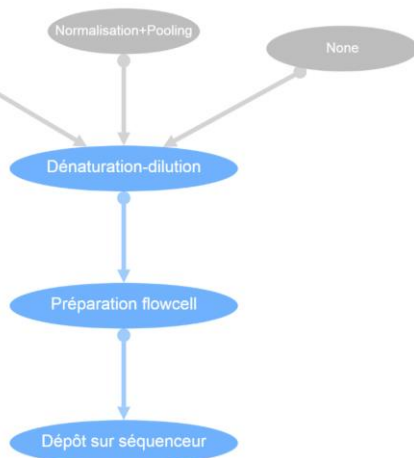 Normalisation+Pooling
None
Dénaturation-dilution
Préparation flowcell
Dépôt sur séquenceur